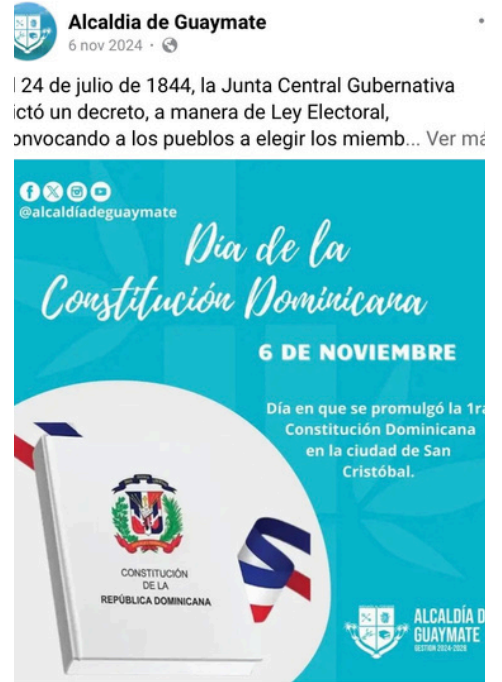 Alcaldia de Guaymate
6 nov 2024
l 24 de julio de 1844, la Junta Central Gubernativa
ictó un decreto, a manera de Ley Electoral,
onvocando a los pueblos a elegir los miemb... Ver má
@alcaldíadeguaymate
Día de la
Constitución Dominicana
6 DE NOVIEMBRE
Día en que se promulgó la 1ra
Constitución Dominicana
en la ciudad de San
Cristóbal.
CONSTITUCIÓN
DE LA
REPÚBLICA DOMINICANA
ALCALDÍA D
GUAYMATE
GESTIÓN 2024-2028